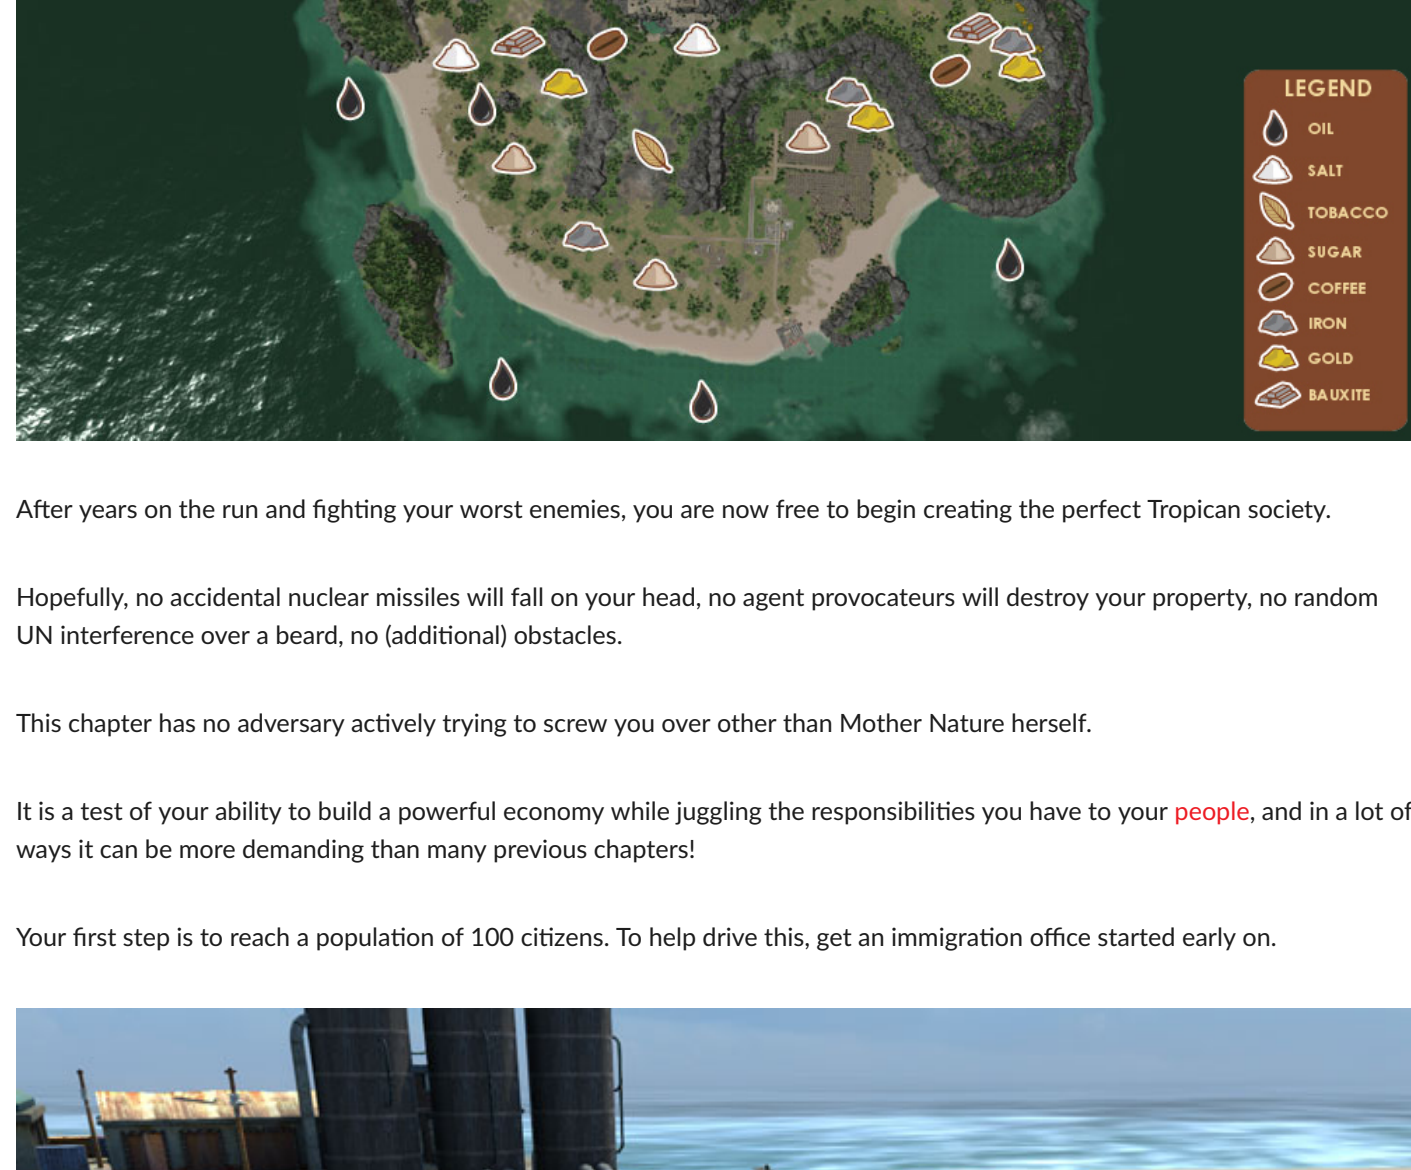 LEGEND
OIL
SALT
TOBACCO
SUGAR
COFFEE
IRON
GOLD
BAUXITE
After years on the run and fighting your worst enemies, you are now free to begin creating the perfect Tropican society.
Hopefully, no accidental nuclear missiles will fall on your head, no agent provocateurs will destroy your property, no random
UN interference over a beard, no (additional) obstacles.
This chapter has no adversary actively trying to screw you over other than Mother Nature herself.
It is a test of your ability to build a powerful economy while juggling the responsibilities you have to your people, and in a lot of
ways it can be more demanding than many previous chapters!
Your first step is to reach a population of 100 citizens. To help drive this, get an immigration office started early on.